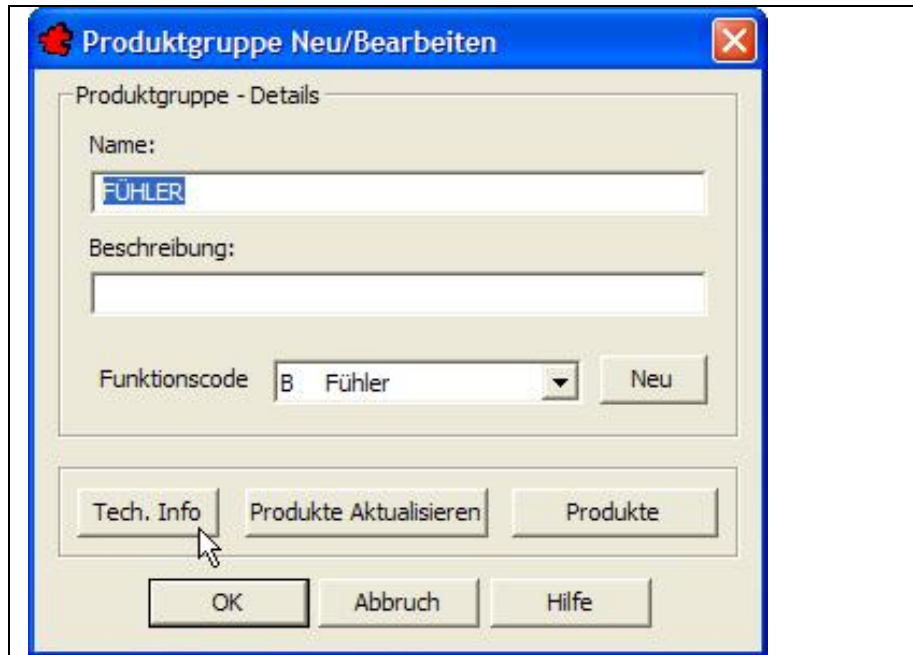 Produktgruppe Neu/Bearbeiten
Produktgruppe - Details
Name:
FÜHLER
Beschreibung:
Funktionscode B Fühler Neu
Tech. Info Produkte Aktualisieren Produkte
OK Abbruch Hilfe